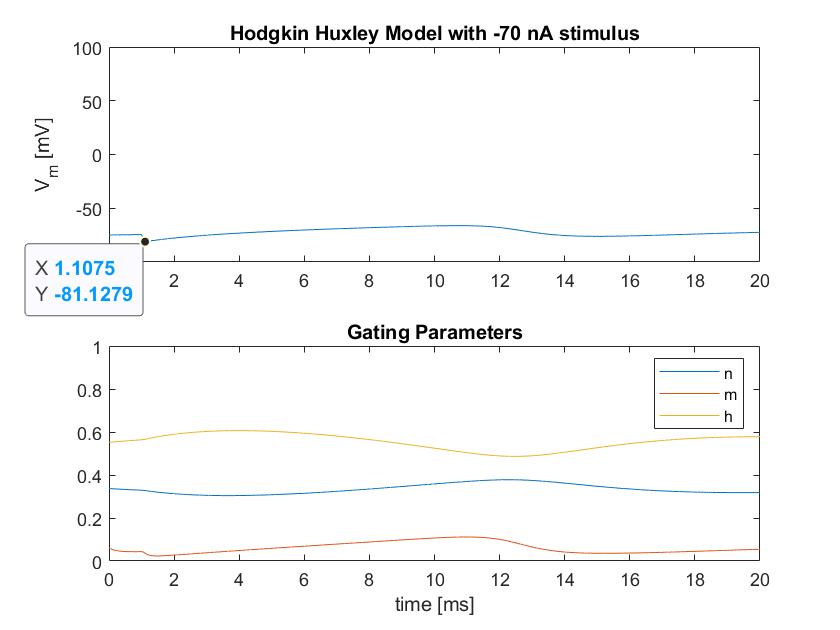 Hodgkin Huxley Model with -70 nA stimulus
100
50
0
-50
V_m [mV]
X 1.1075
Y -81.1279
2 4 6 8 10 12 14 16 18 20
Gating Parameters
1
0.8
0.6
0.4
0.2
0
n
m
h
0 2 4 6 8 10 12 14 16 18 20
time [ms]